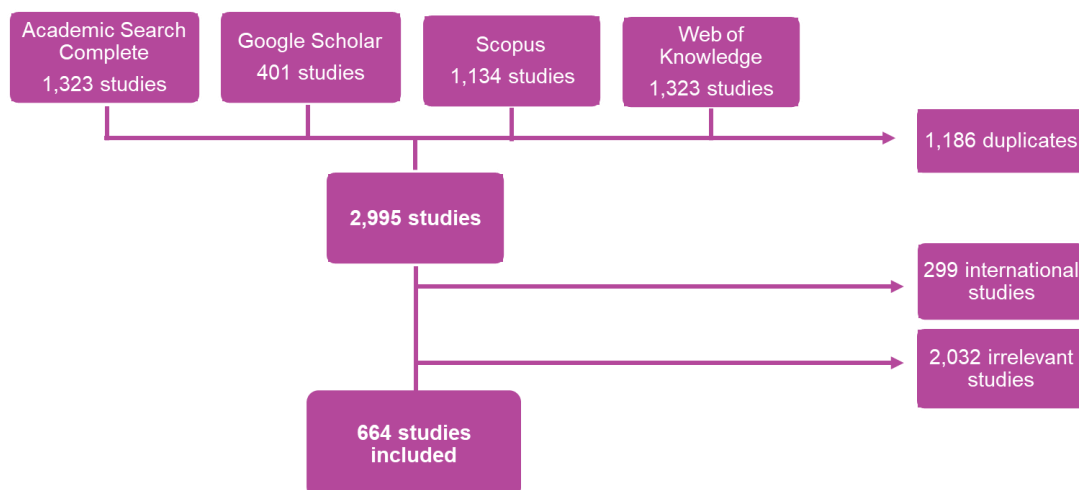 Academic Search
Complete
1,323 studies
Google Scholar
401 studies
Scopus
1,134 studies
Web of
Knowledge
1,323 studies
1,186 duplicates
2,995 studies
299 international
studies
2,032 irrelevant
studies
664 studies
included